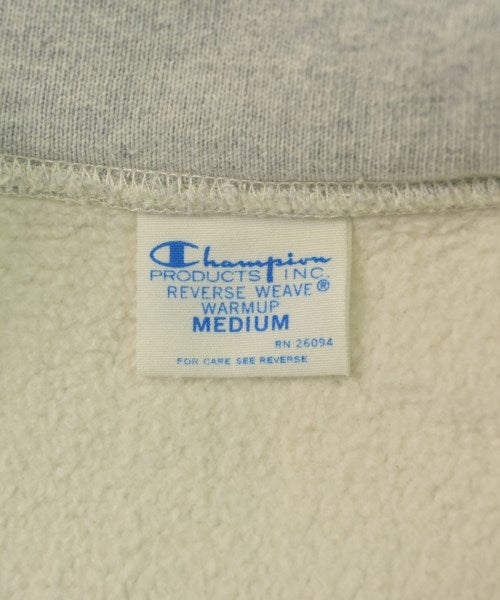 Champion
PRODUCTS INC.
REVERSE WEAVE®
WARMUP
MEDIUM
RN 26094
FOR CARE SEE REVERSE